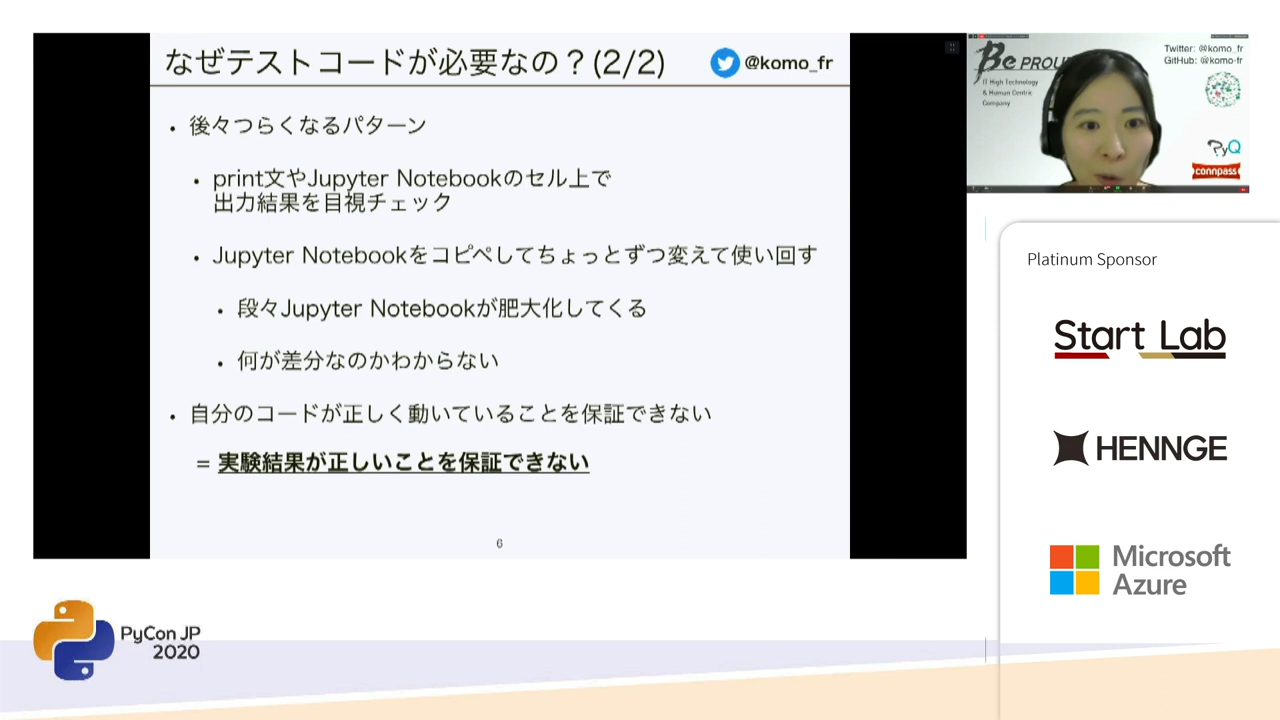 なぜテストコードが必要なの？(2/2)
@komo_fr
・後々つらくなるパターン
・print文やJupyter Notebookのセル上で
出力結果を目視チェック
・Jupyter Notebookをコピペしてちょっとずつ変えて使い回す
・段々Jupyter Notebookが肥大化してくる
・何が差分なのかわからない
・自分のコードが正しく動いていることを保証できない
= 実験結果が正しいことを保証できない
6
Be PROU
IT High Technology
& Human Centric
Company
Twitter: @komo_fr
GitHub: @komo-fr
PyQ
connpass
Platinum Sponsor
Start Lab
HENNGE
Microsoft
Azure
PyCon JP
2020